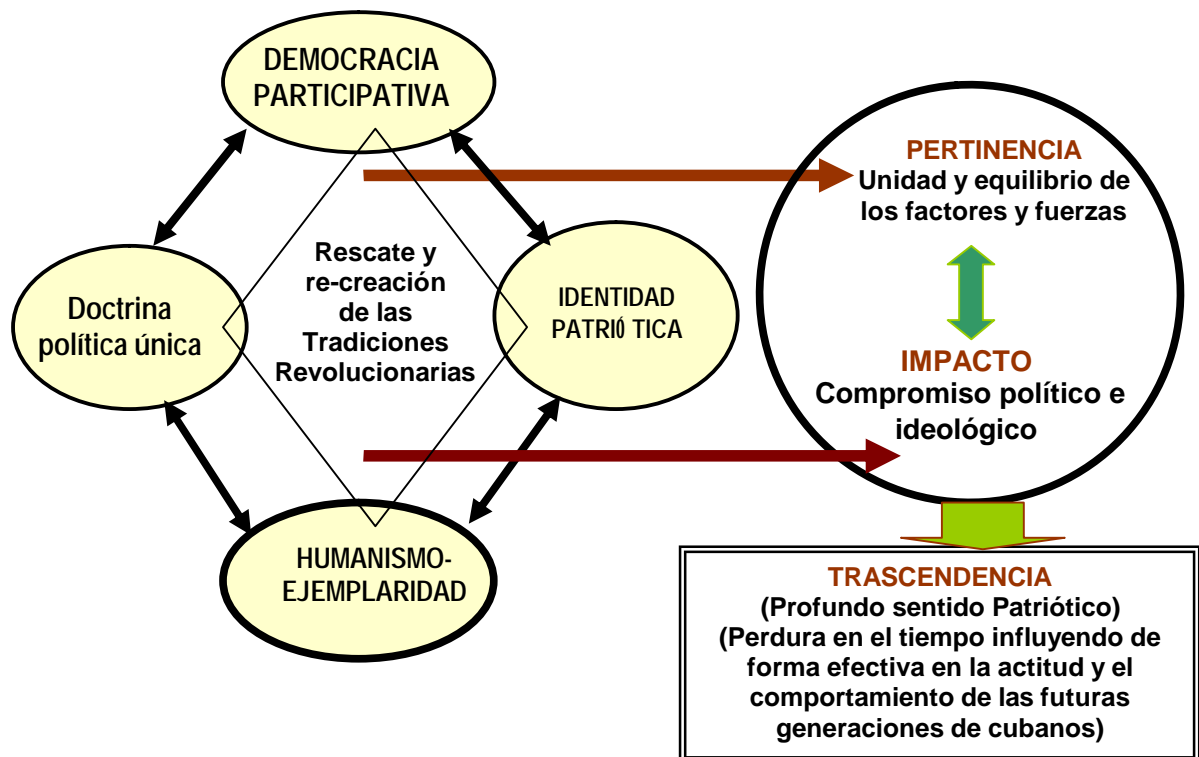 DEMOCRACIA
PARTICIPATIVA
Doctrina
política única
Rescate y
re-creación
de las
Tradiciones
Revolucionarias
IDENTIDAD
PATRIÓ TICA
HUMANISMO-
EJEMPLARIDAD
PERTINENCIA
Unidad y equilibrio de
los factores y fuerzas
IMPACTO
Compromiso político e
ideológico
TRASCENDENCIA
(Profundo sentido Patriótico)
(Perdura en el tiempo influyendo de
forma efectiva en la actitud y el
comportamiento de las futuras
generaciones de cubanos)